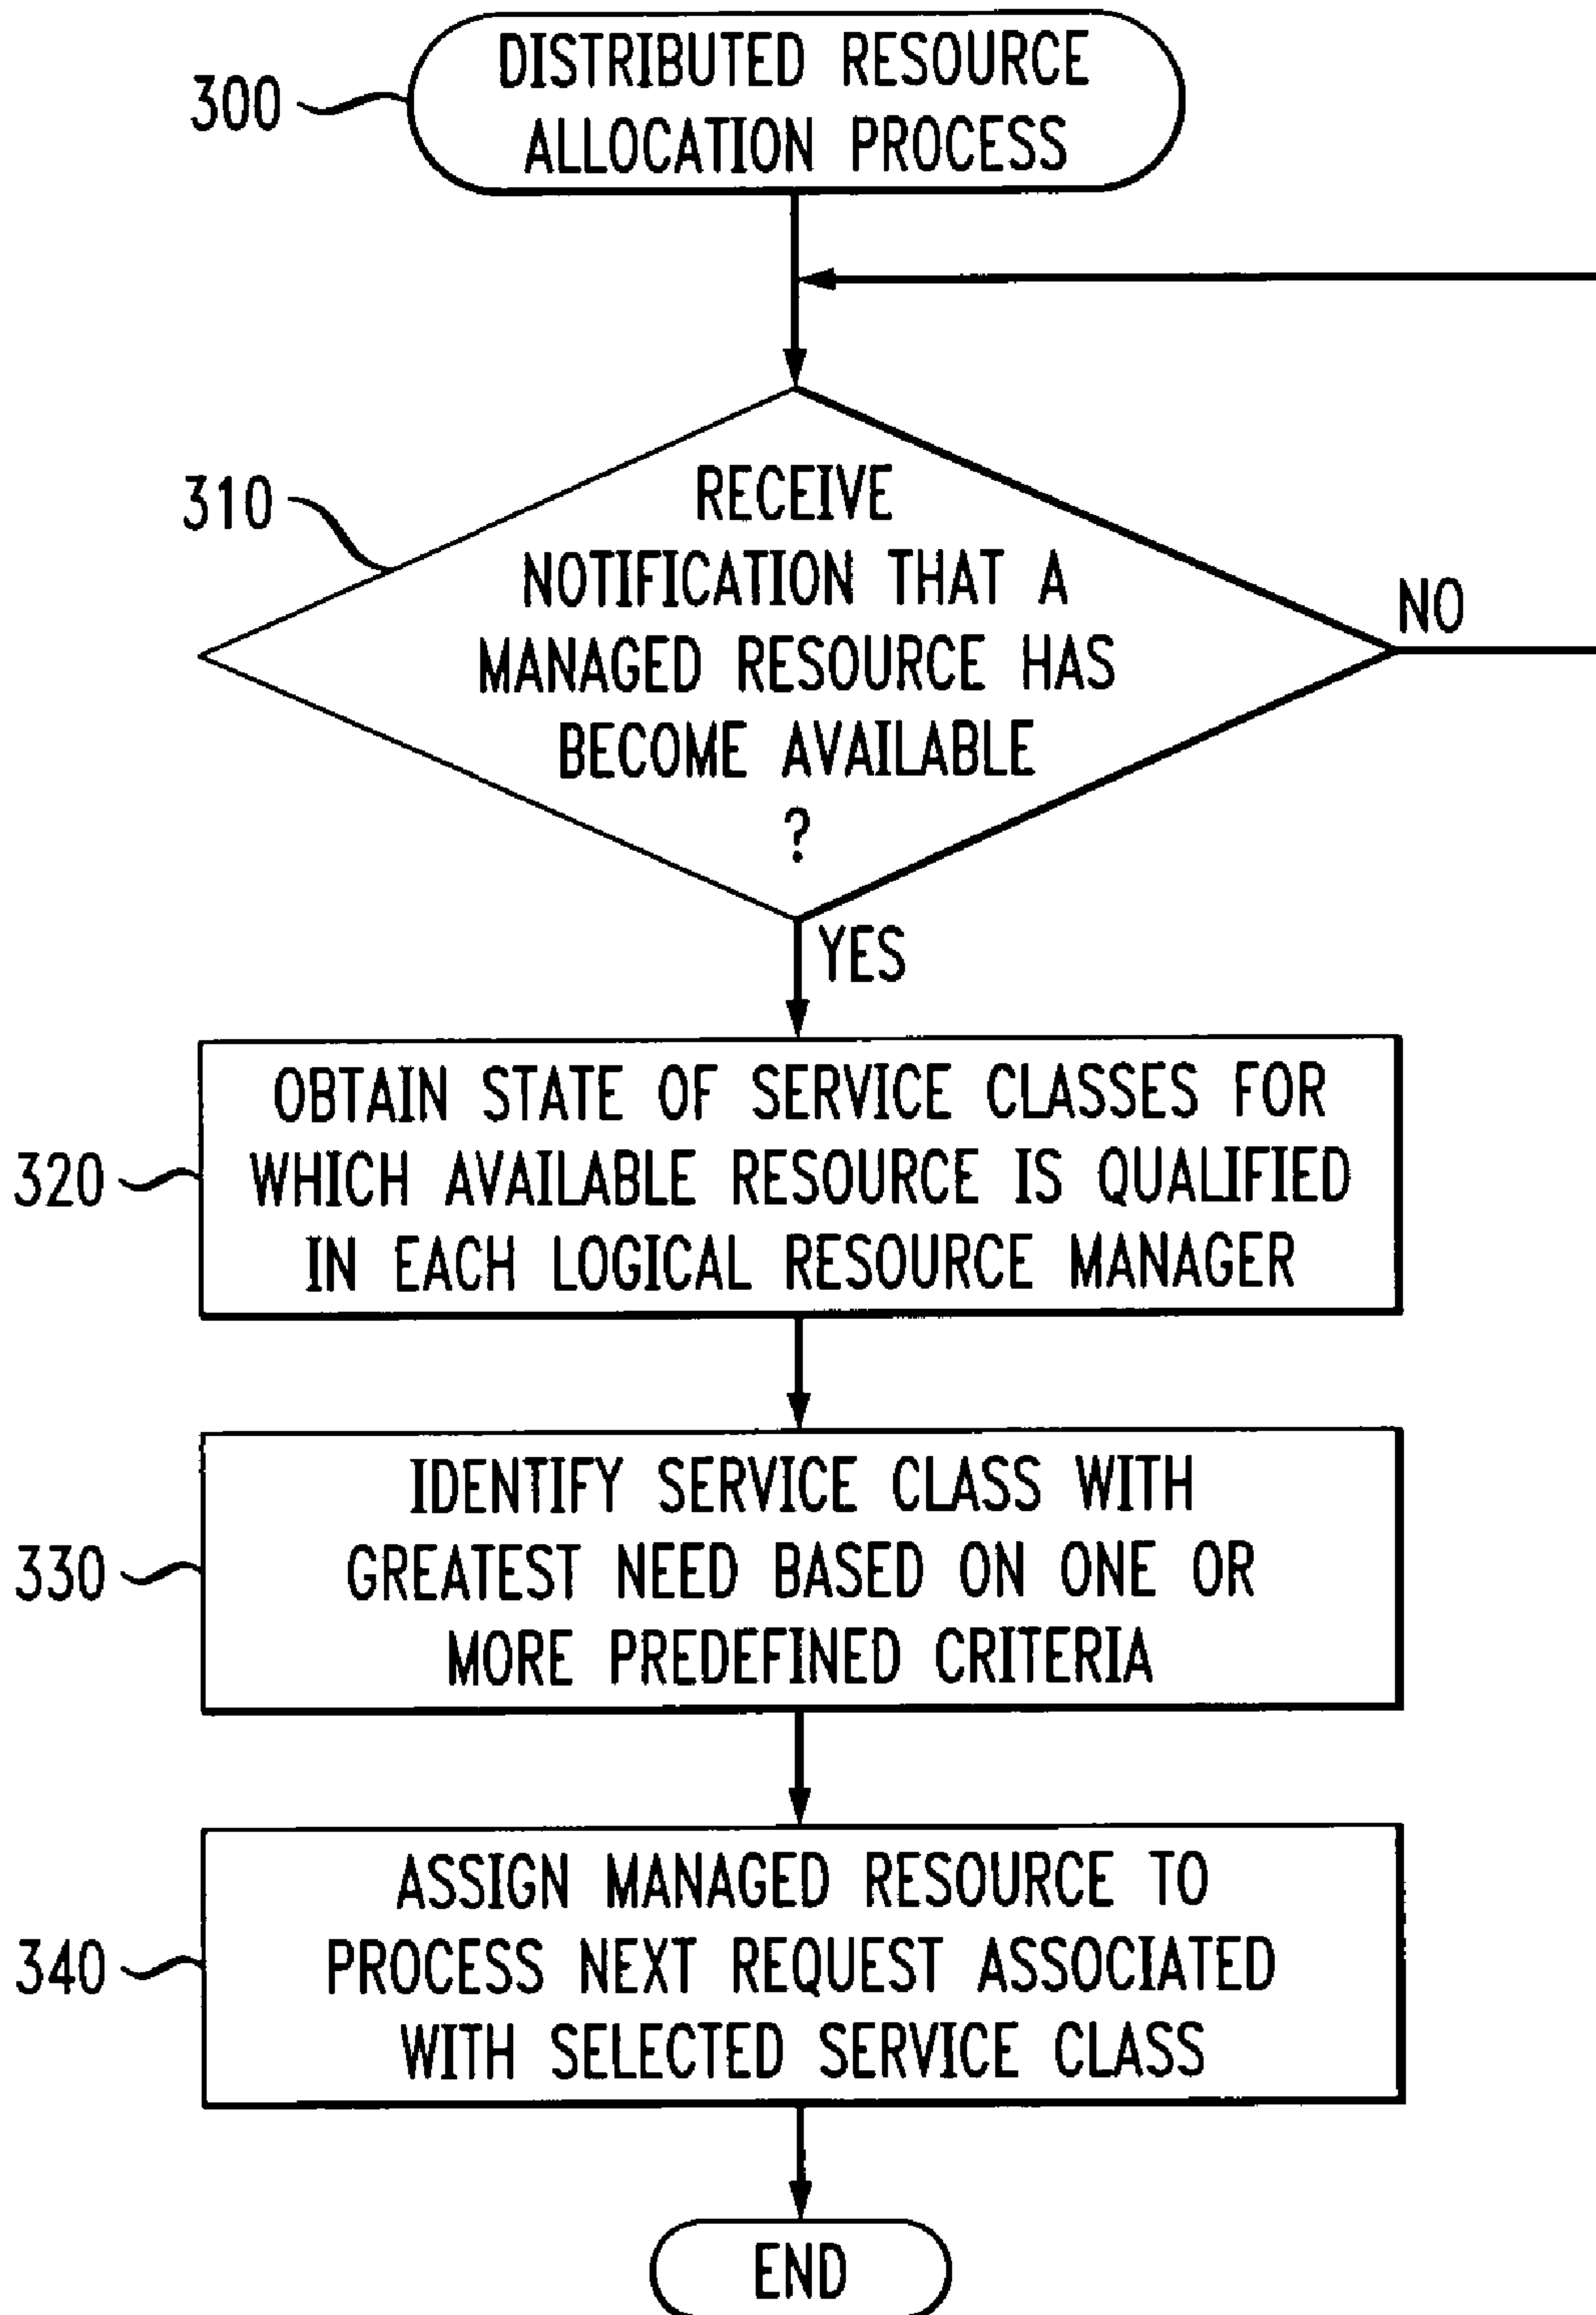 300
DISTRIBUTED RESOURCE
ALLOCATION PROCESS
310
RECEIVE
NOTIFICATION THAT A
MANAGED RESOURCE HAS
BECOME AVAILABLE
?
NO
YES
320
OBTAIN STATE OF SERVICE CLASSES FOR
WHICH AVAILABLE RESOURCE IS QUALIFIED
IN EACH LOGICAL RESOURCE MANAGER
330
IDENTIFY SERVICE CLASS WITH
GREATEST NEED BASED ON ONE OR
MORE PREDEFINED CRITERIA
340
ASSIGN MANAGED RESOURCE TO
PROCESS NEXT REQUEST ASSOCIATED
WITH SELECTED SERVICE CLASS
END